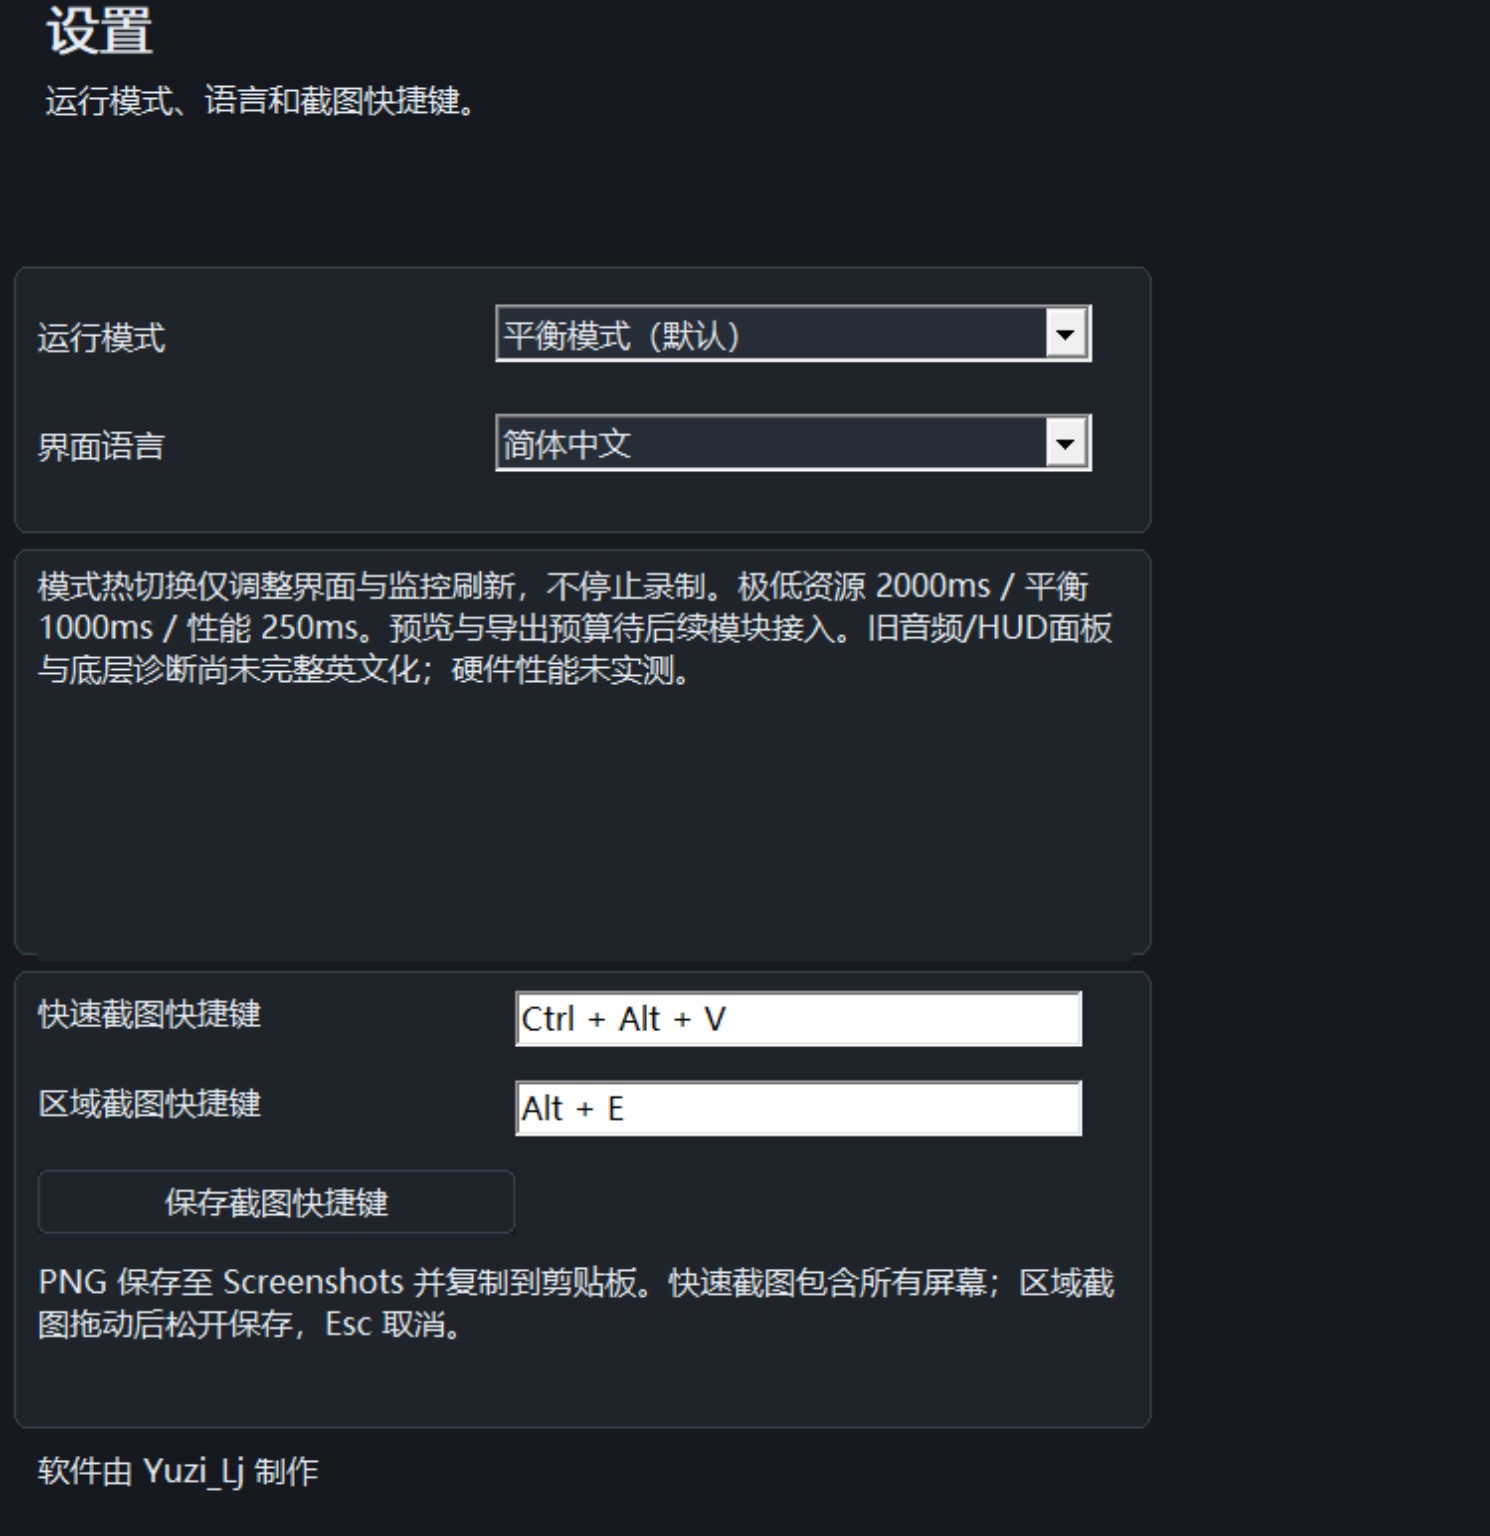 设置
运行模式、语言和截图快捷键。
运行模式
平衡模式（默认）
界面语言
简体中文
模式热切换仅调整界面与监控刷新，不停止录制。极低资源 2000ms / 平衡
1000ms / 性能 250ms。预览与导出预算待后续模块接入。旧音频/HUD面板
与底层诊断尚未完整英文化；硬件性能未实测。
快速截图快捷键
Ctrl + Alt + V
区域截图快捷键
Alt + E
保存截图快捷键
PNG 保存至 Screenshots 并复制到剪贴板。快速截图包含所有屏幕；区域截
图拖动后松开保存，Esc 取消。
软件由 Yuzi_Lj 制作